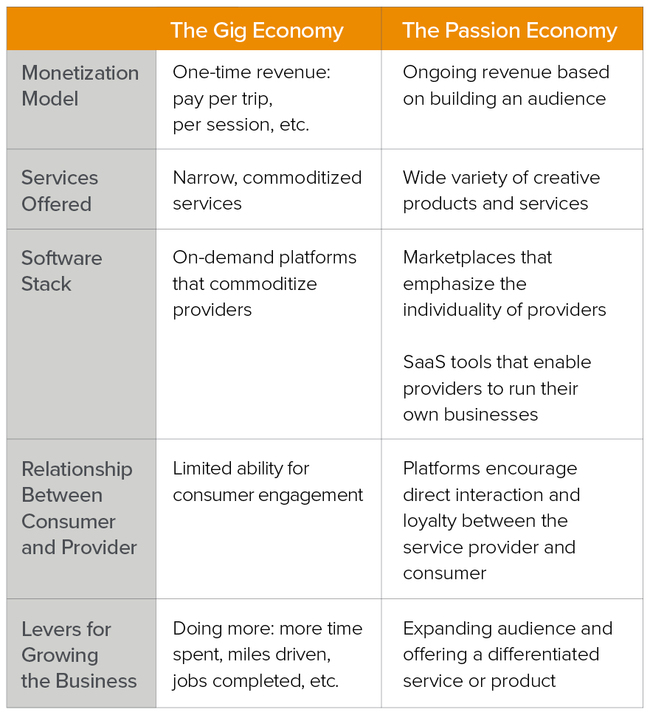 The Gig Economy
The Passion Economy
Monetization
Model
One-time revenue:
pay per trip,
per session, etc.
Ongoing revenue based
on building an audience
Services
Offered
Narrow, commoditized
services
Wide variety of creative
products and services
Software
Stack
On-demand platforms
that commoditize
providers
Marketplaces that
emphasize the
individuality of providers
SaaS tools that enable
providers to run their
own businesses
Relationship
Between
Consumer
and Provider
Limited ability for
consumer engagement
Platforms encourage
direct interaction and
loyalty between the
service provider and
consumer
Levers for
Growing
the Business
Doing more: more time
spent, miles driven,
jobs completed, etc.
Expanding audience and
offering a differentiated
service or product